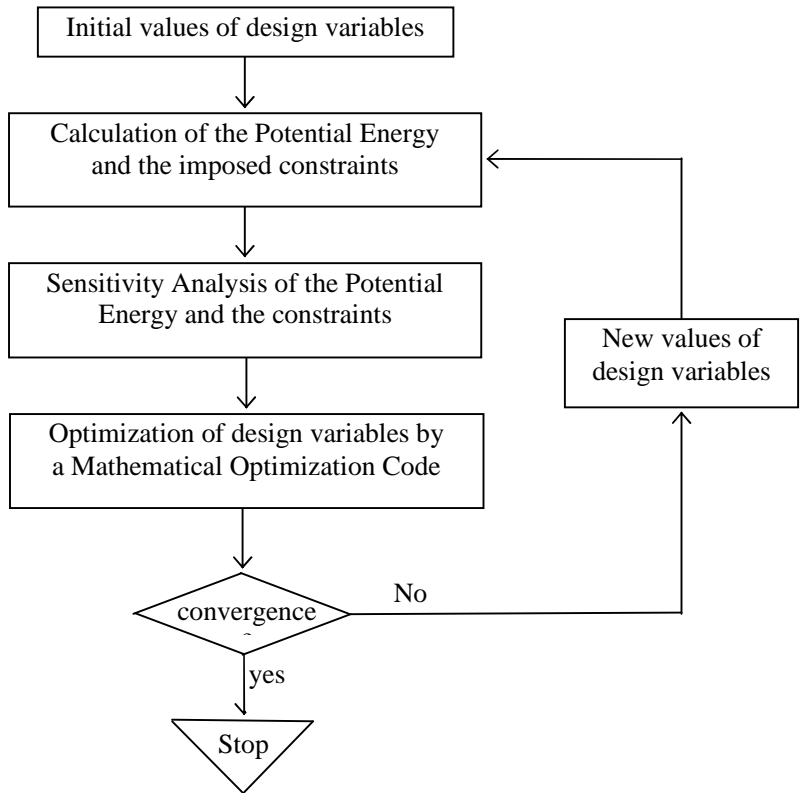 Initial values of design variables
Calculation of the Potential Energy
and the imposed constraints
Sensitivity Analysis of the Potential
Energy and the constraints
New values of
design variables
Optimization of design variables by
a Mathematical Optimization Code
convergence
No
yes
Stop